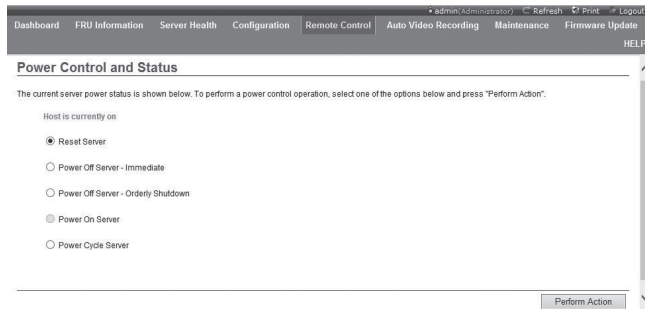 admin(Administrator) Refresh Print Logout
Dashboard FRU Information Server Health Configuration Remote Control Auto Video Recording Maintenance Firmware Update
HELP
Power Control and Status
The current server power status is shown below. To perform a power control operation, select one of the options below and press "Perform Action".
Host is currently on
Reset Server
Power Off Server - Immediate
Power Off Server - Orderly Shutdown
Power On Server
Power Cycle Server
Perform Action